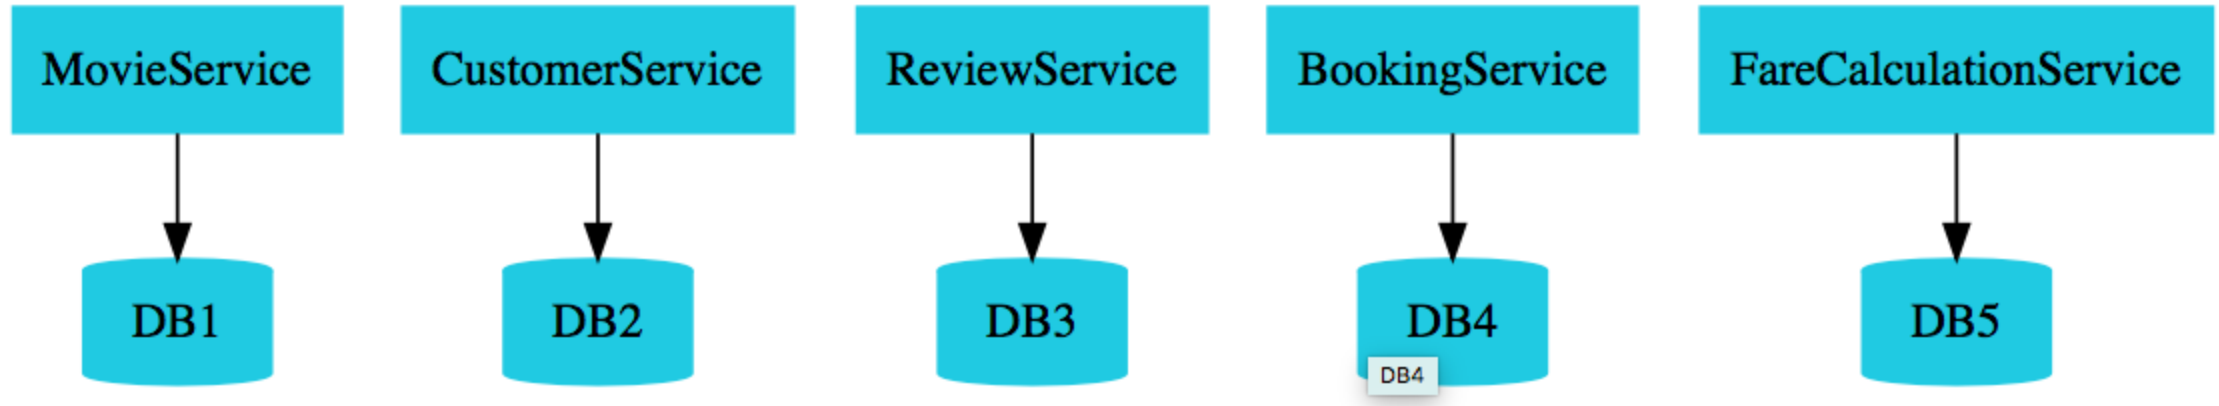 MovieService
CustomerService
ReviewService
BookingService
FareCalculationService
DB1
DB2
DB3
DB4
DB5
DB4